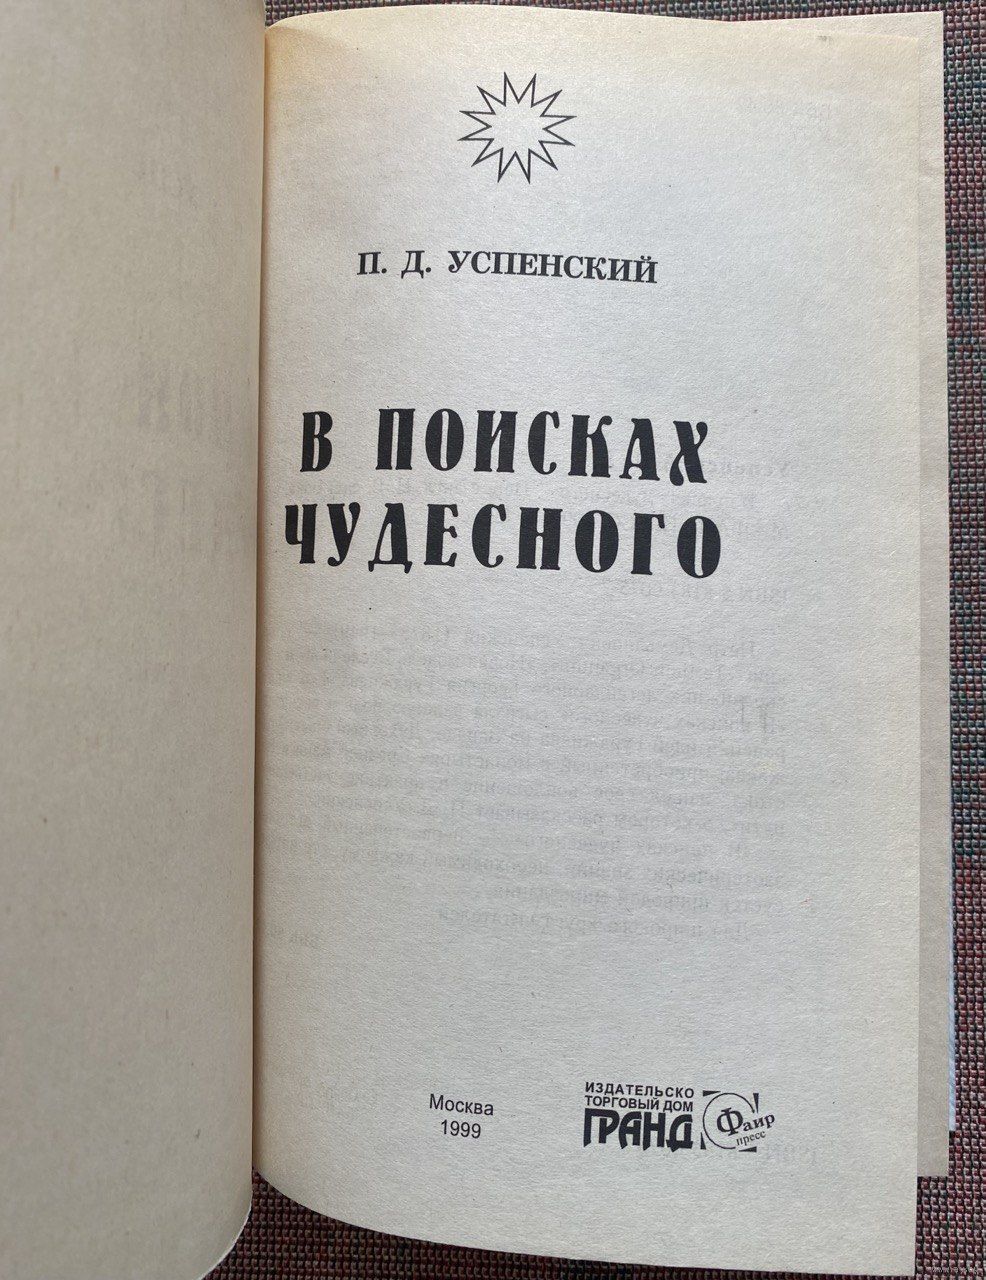 П. Д. УСПЕНСКИЙ
В ПОИСКАХ
ЧУДЕСНОГО
Москва
1999
ИЗДАТЕЛЬСКО
ТОРГОВЫЙ ДОМ
ГРАНД
Фаир
пресс